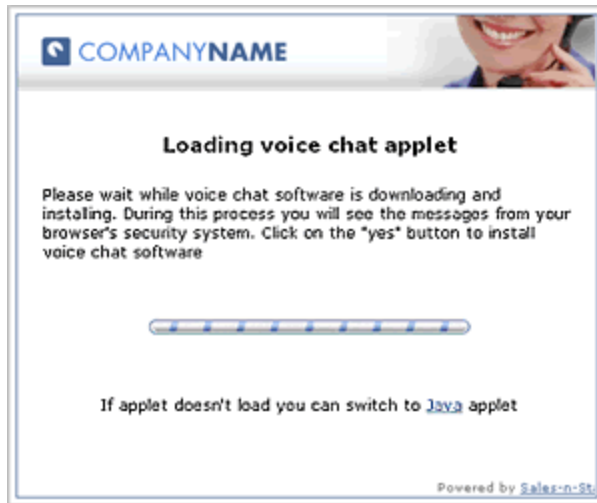 COMPANYNAME
Loading voice chat applet
Please wait while voice chat software is downloading and
installing. During this process you will see the messages from your
browser's security system. Click on the "yes" button to install
voice chat software
If applet doesn't load you can switch to Java applet
Powered by Sales-n-St